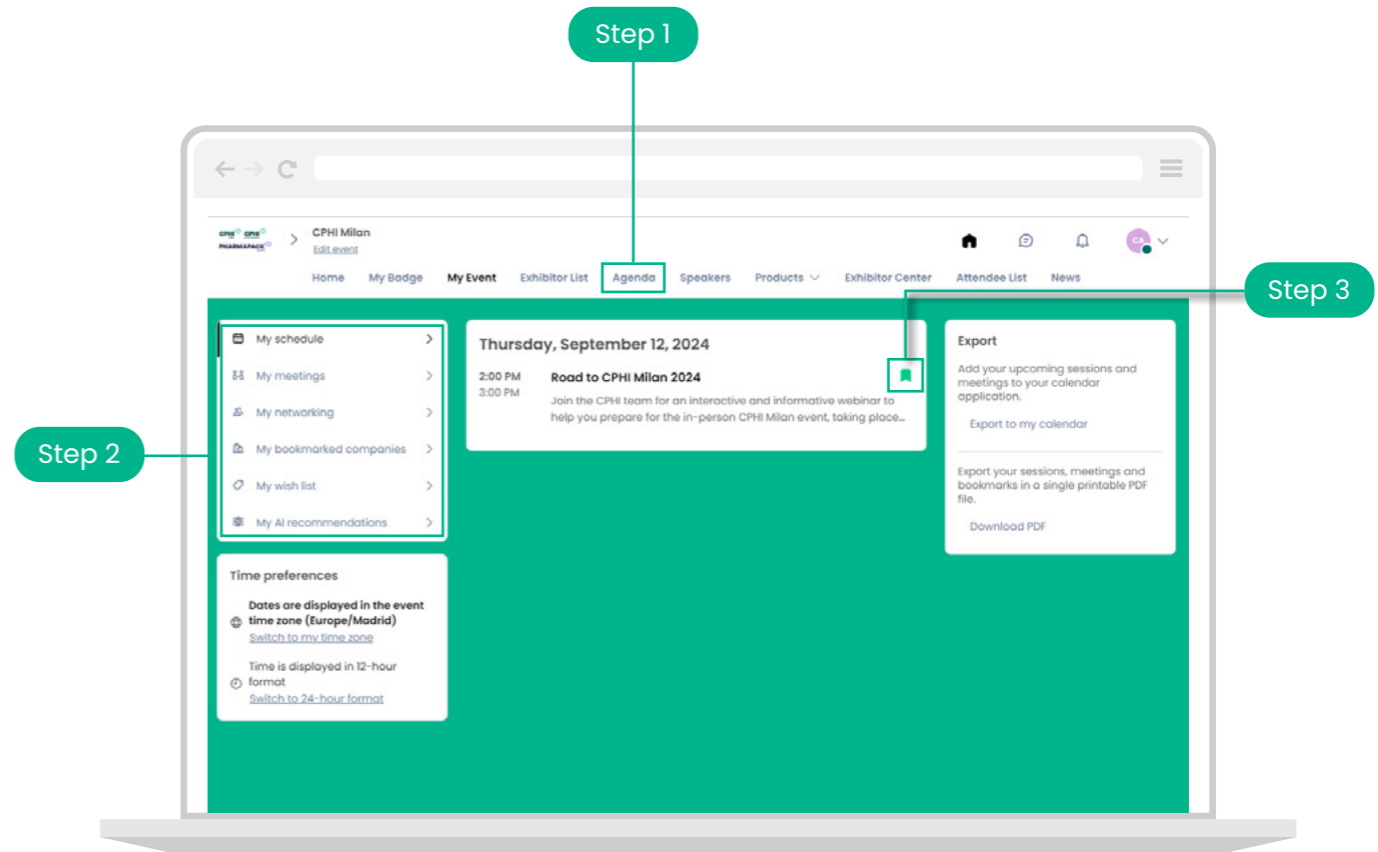 Step 1
cphi cphi
PHARMAPACK
CPHI Milan
Edit event
CA
Home My Badge My Event Exhibitor List Agenda Speakers Products Exhibitor Center Attendee List News
Step 3
Step 2
My schedule
My meetings
My networking
My bookmarked companies
My wish list
My AI recommendations
Time preferences
Dates are displayed in the event
time zone (Europe/Madrid)
Switch to my time zone
Time is displayed in 12-hour
format
Switch to 24-hour format
Thursday, September 12, 2024
2:00 PM Road to CPHI Milan 2024
3:00 PM
Join the CPHI team for an interactive and informative webinar to
help you prepare for the in-person CPHI Milan event, taking place...
Export
Add your upcoming sessions and
meetings to your calendar
application.
Export to my calendar
Export your sessions, meetings and
bookmarks in a single printable PDF
file.
Download PDF